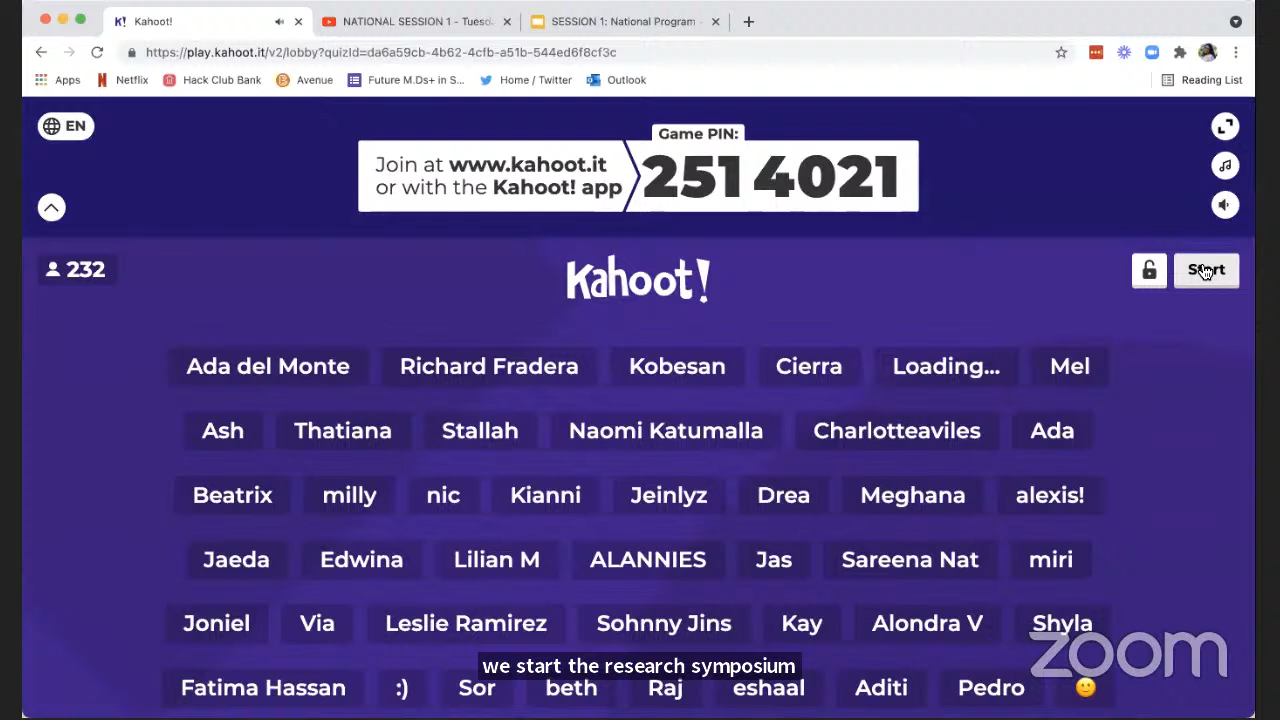 Kahoot!
NATIONAL SESSION 1 - Tuesd
SESSION 1: National Program
https://play.kahoot.it/v2/lobby?quizId=da6a59cb-4b62-4cfb-a51b-544ed6f8cf3c
Apps Netflix Hack Club Bank Avenue Future M.Ds+ in S... Home / Twitter Outlook Reading List
EN
Game PIN:
Join at www.kahoot.it
or with the Kahoot! app
251 4021
232
Kahoot!
Start
Ada del Monte Richard Fradera Kobesan Cierra Loading... Mel
Ash Thatiana Stallah Naomi Katumalla Charlotteaviles Ada
Beatrix milly nic Kianni Jeinlyz Drea Meghana alexis!
Jaeda Edwina Lilian M ALANNIES Jas Sareena Nat miri
Joniel Via Leslie Ramirez Sohnny Jins Kay Alondra V Shyla
zoom
we start the research symposium
Fatima Hassan :) Sor beth Raj eshaal Aditi Pedro 🙂